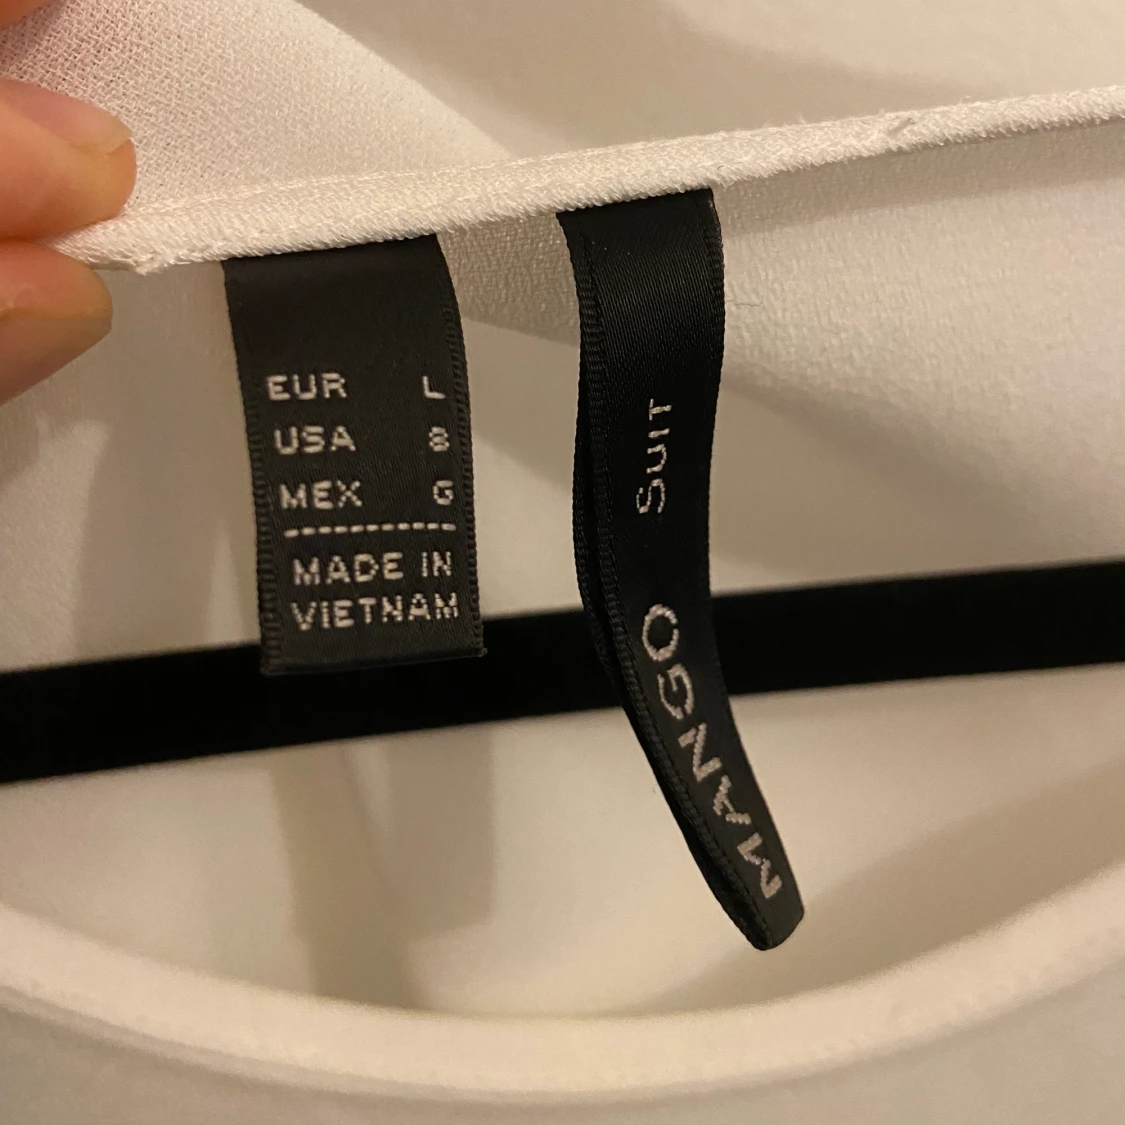 EUR L
USA 8
MEX G
MADE IN
VIETNAM
MANGO Suit